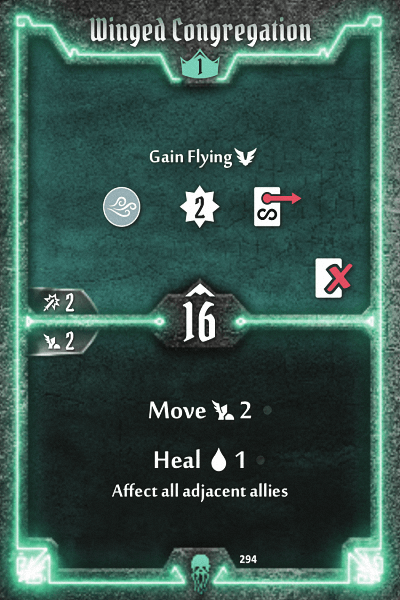 Winged Congregation
1
Gain Flying
2
2
16
2
Move 2
Heal 1
Affect all adjacent allies
294